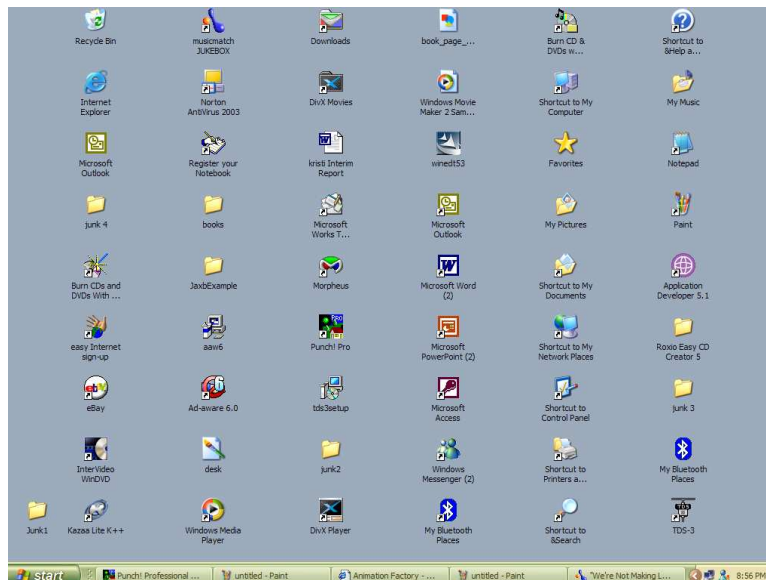 Recycle Bin
musicmatch
JUKEBOX
Downloads
book_page_...
Burn CD &
DVDs w...
Shortcut to
&Help a...
Internet
Explorer
Norton
AntiVirus 2003
DivX Movies
Windows Movie
Maker 2 Sam...
Shortcut to My
Computer
My Music
Microsoft
Outlook
Register your
Notebook
kristi Interim
Report
winedt53
Favorites
Notepad
junk 4
books
Microsoft
Works T...
Microsoft
Outlook
My Pictures
Paint
Burn CDs and
DVDs With ...
JaxbExample
Morpheus
Microsoft Word
(2)
Shortcut to My
Documents
Application
Developer 5.1
easy Internet
sign-up
aaw6
Punch! Pro
Microsoft
PowerPoint (2)
Shortcut to My
Network Places
Roxio Easy CD
Creator 5
eBay
Ad-aware 6.0
tds3setup
Microsoft
Access
Shortcut to
Control Panel
junk 3
InterVideo
WinDVD
desk
junk2
Windows
Messenger (2)
Shortcut to
Printers a...
My Bluetooth
Places
Junk1
Kazaa Lite K++
Windows Media
Player
DivX Player
My Bluetooth
Places
Shortcut to
&Search
TDS-3
start
Punch! Professional ...
untitled - Paint
Animation Factory - ...
untitled - Paint
"We're Not Making L...
8:56 PM